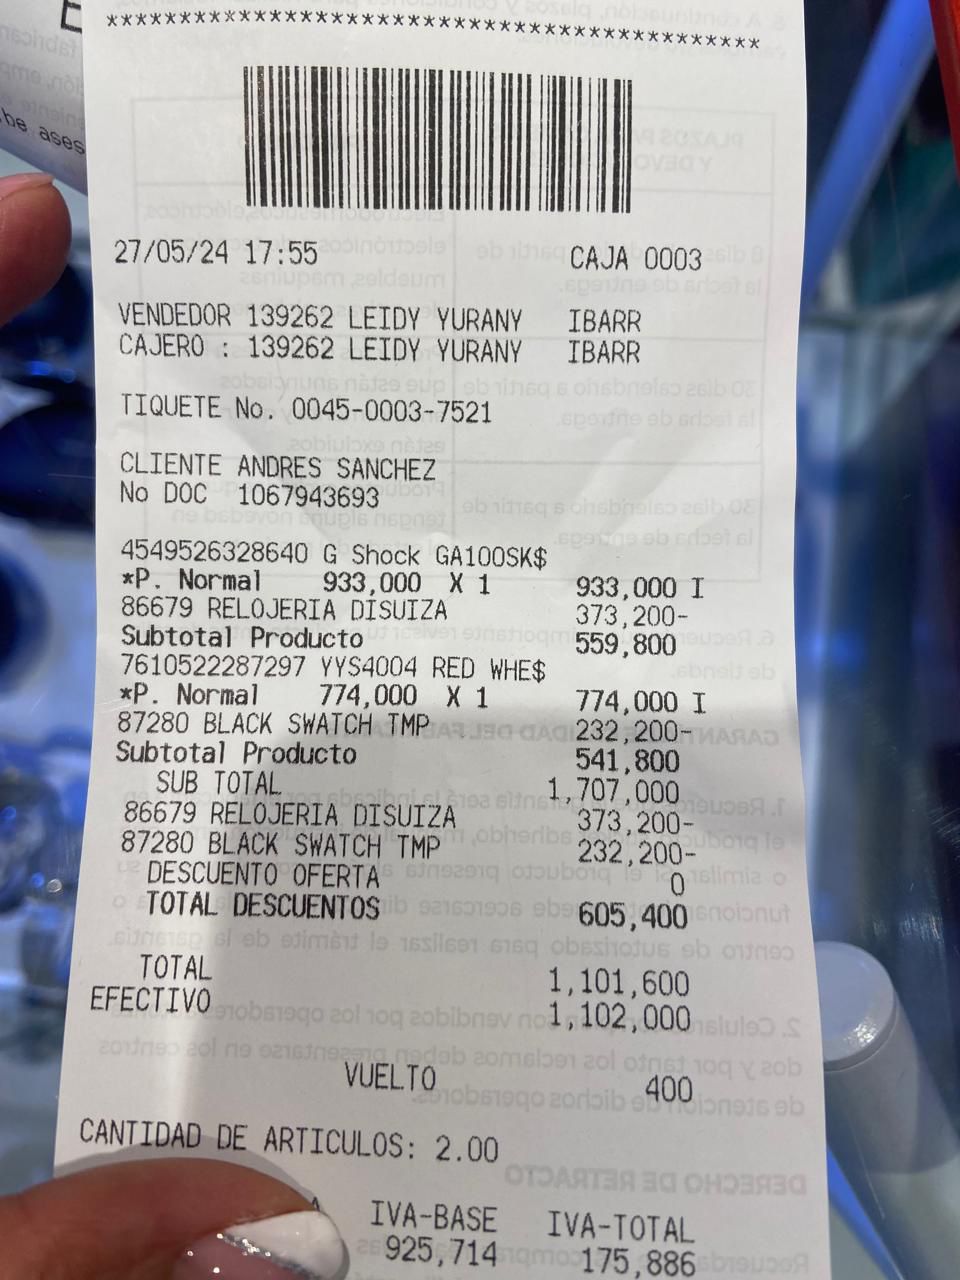 be ases
********************************************
27/05/24 17:55 CAJA 0003
VENDEDOR 139262 LEIDY YURANY IBARR
CAJERO : 139262 LEIDY YURANY IBARR
TIQUETE No. 0045-0003-7521
CLIENTE ANDRES SANCHEZ
No DOC 1067943693
4549526328640 G Shock GA100SK$
*P. Normal 933,000 X 1 933,000 I
86679 RELOJERIA DISUIZA 373,200-
Subtotal Producto 559,800
7610522287297 YYS4004 RED WHE$
*P. Normal 774,000 X 1 774,000 I
87280 BLACK SWATCH TMP 232,200-
Subtotal Producto 541,800
SUB TOTAL 1,707,000
86679 RELOJERIA DISUIZA 373,200-
87280 BLACK SWATCH TMP 232,200-
DESCUENTO OFERTA 0
TOTAL DESCUENTOS 605,400
TOTAL 1,101,600
EFECTIVO 1,102,000
VUELTO 400
CANTIDAD DE ARTICULOS: 2.00
IVA-BASE IVA-TOTAL
925,714 175,886